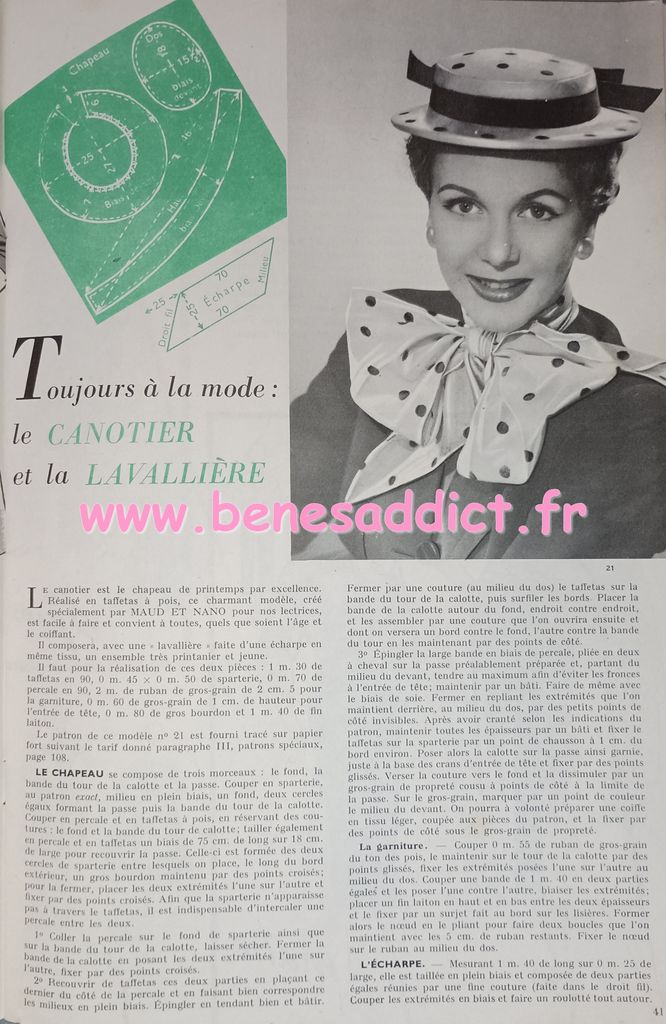 Chapeau
Dos
18
15
biais
devant
6
25
21
7
Biais
7
16
Hau
biais
Écharpe
70
70
25
25
Droit fil
Milieu
Toujours à la mode :
le CANOTIER
et la LAVALLIÈRE
www.benesaddict.fr
21
LE canotier est le chapeau de printemps par excellence.
Réalisé en taffetas à pois, ce charmant modèle, créé
spécialement par MAUD ET NANO pour nos lectrices,
est facile à faire et convient à toutes, quels que soient l'âge et
le coiffant.
Il composera, avec une « lavallière » faite d'une écharpe en
même tissu, un ensemble très printanier et jeune.
Il faut pour la réalisation de ces deux pièces : 1 m. 30 de
taffetas en 90, 0 m. 45 × 0 m. 50 de sparterie, 0 m. 70 de
percale en 90, 2 m. de ruban de gros-grain de 2 cm. 5 pour
la garniture, 0 m. 60 de gros-grain de 1 cm. de hauteur pour
l'entrée de tête, 0 m. 80 de gros bourdon et 1 m. 40 de fin
laiton.
Le patron de ce modèle nº 21 est fourni tracé sur papier
fort suivant le tarif donné paragraphe III, patrons spéciaux,
page 108.
LE CHAPEAU se compose de trois morceaux : le fond, la
bande du tour de la calotte et la passe. Couper en sparterie,
au patron exact, milieu en plein biais, un fond, deux cercles
égaux formant la passe puis la bande du tour de la calotte.
Couper en percale et en taffetas à pois, en réservant des cou-
tures : le fond et la bande du tour de calotte; tailler également
en percale et en taffetas un biais de 75 cm. de long sur 18 cm.
de large pour recouvrir la passe. Celle-ci est formée des deux
cercles de sparterie entre lesquels on place, le long du bord
extérieur, un gros bourdon maintenu par des points croisés;
pour la fermer, placer les deux extrémités l'une sur l'autre et
fixer par des points croisés. Afin que la sparterie n'apparaisse
pas à travers le taffetas, il est indispensable d'intercaler une
percale entre les deux.
1º Coller la percale sur le fond de sparterie ainsi que
sur la bande du tour de la calotte, laisser sécher. Fermer la
bande de la calotte en posant les deux extrémités l'une sur
l'autre, fixer par des points croisés.
2º Recouvrir de taffetas ces deux parties en plaçant ce
dernier du côté de la percale et en faisant bien correspondre
les milieux en plein biais. Épingler en tendant bien et bâtir.
Fermer par une couture (au milieu du dos) le taffetas sur la
bande du tour de la calotte, puis surfiler les bords. Placer la
bande de la calotte autour du fond, endroit contre endroit,
et les assembler par une couture que l'on ouvrira ensuite et
dont on versera un bord contre le fond, l'autre contre la bande
du tour en les maintenant par des points de côté.
3º Épingler la large bande en biais de percale, pliée en deux
à cheval sur la passe préalablement préparée et, partant du
milieu du devant, tendre au maximum afin d'éviter les fronces
à l'entrée de tête; maintenir par un bâti. Faire de même avec
le biais de soie. Fermer en repliant les extrémités que l'on
maintient derrière, au milieu du dos, par des petits points de
côté invisibles. Après avoir cranté selon les indications du
patron, maintenir toutes les épaisseurs par un bâti et fixer le
taffetas sur la sparterie par un point de chausson à 1 cm. du
bord environ. Poser alors la calotte sur la passe ainsi garnie,
juste à la base des crans d'entrée de tête et fixer par des points
glissés. Verser la couture vers le fond et la dissimuler par un
gros-grain de propreté cousu à points de côté à la limite de
la passe. Sur le gros-grain, marquer par un point de couleur
le milieu du devant. On pourra à volonté préparer une coiffe
en tissu léger, coupée aux pièces du patron, et la fixer par
des points de côté sous le gros-grain de propreté.
La garniture. — Couper 0 m. 55 de ruban de gros-grain
du ton des pois, le maintenir sur le tour de la calotte par des
points glissés, fixer les extrémités posées l'une sur l'autre au
milieu du dos. Couper une bande de 1 m. 40 en deux parties
égales et les poser l'une contre l'autre, biaiser les extrémités;
placer un fin laiton en haut et en bas entre les deux épaisseurs
et le fixer par un surjet fait au bord sur les lisières. Former
alors le nœud en le pliant pour faire deux boucles que l'on
maintient avec les 5 cm. de ruban restants. Fixer le nœud
sur le ruban au milieu du dos.
L'ÉCHARPE. — Mesurant 1 m. 40 de long sur 0 m. 25 de
large, elle est taillée en plein biais et composée de deux parties
égales réunies par une fine couture (faite dans le droit fil).
Couper les extrémités en biais et faire un roulotté tout autour.
41